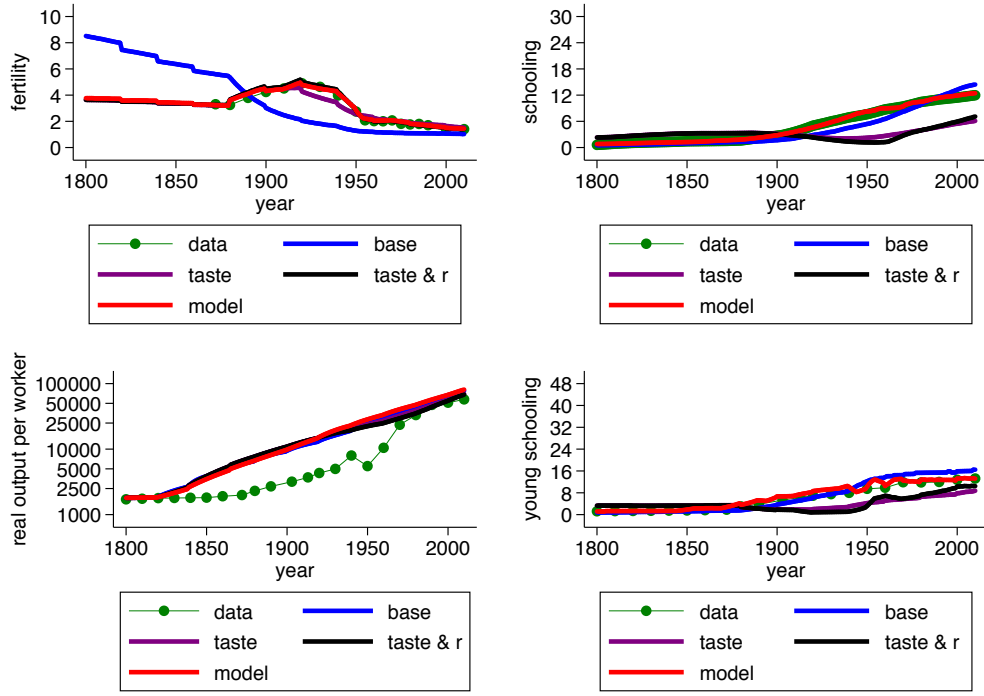 fertility
10
8
6
4
2
0
1800 1850 1900 1950 2000
year
data base
taste taste & r
model
schooling
30
24
18
12
6
0
1800 1850 1900 1950 2000
year
data base
taste taste & r
model
real output per worker
100000
50000
25000
10000
5000
2500
1000
1800 1850 1900 1950 2000
year
data base
taste taste & r
model
young schooling
48
40
32
24
16
8
0
1800 1850 1900 1950 2000
year
data base
taste taste & r
model